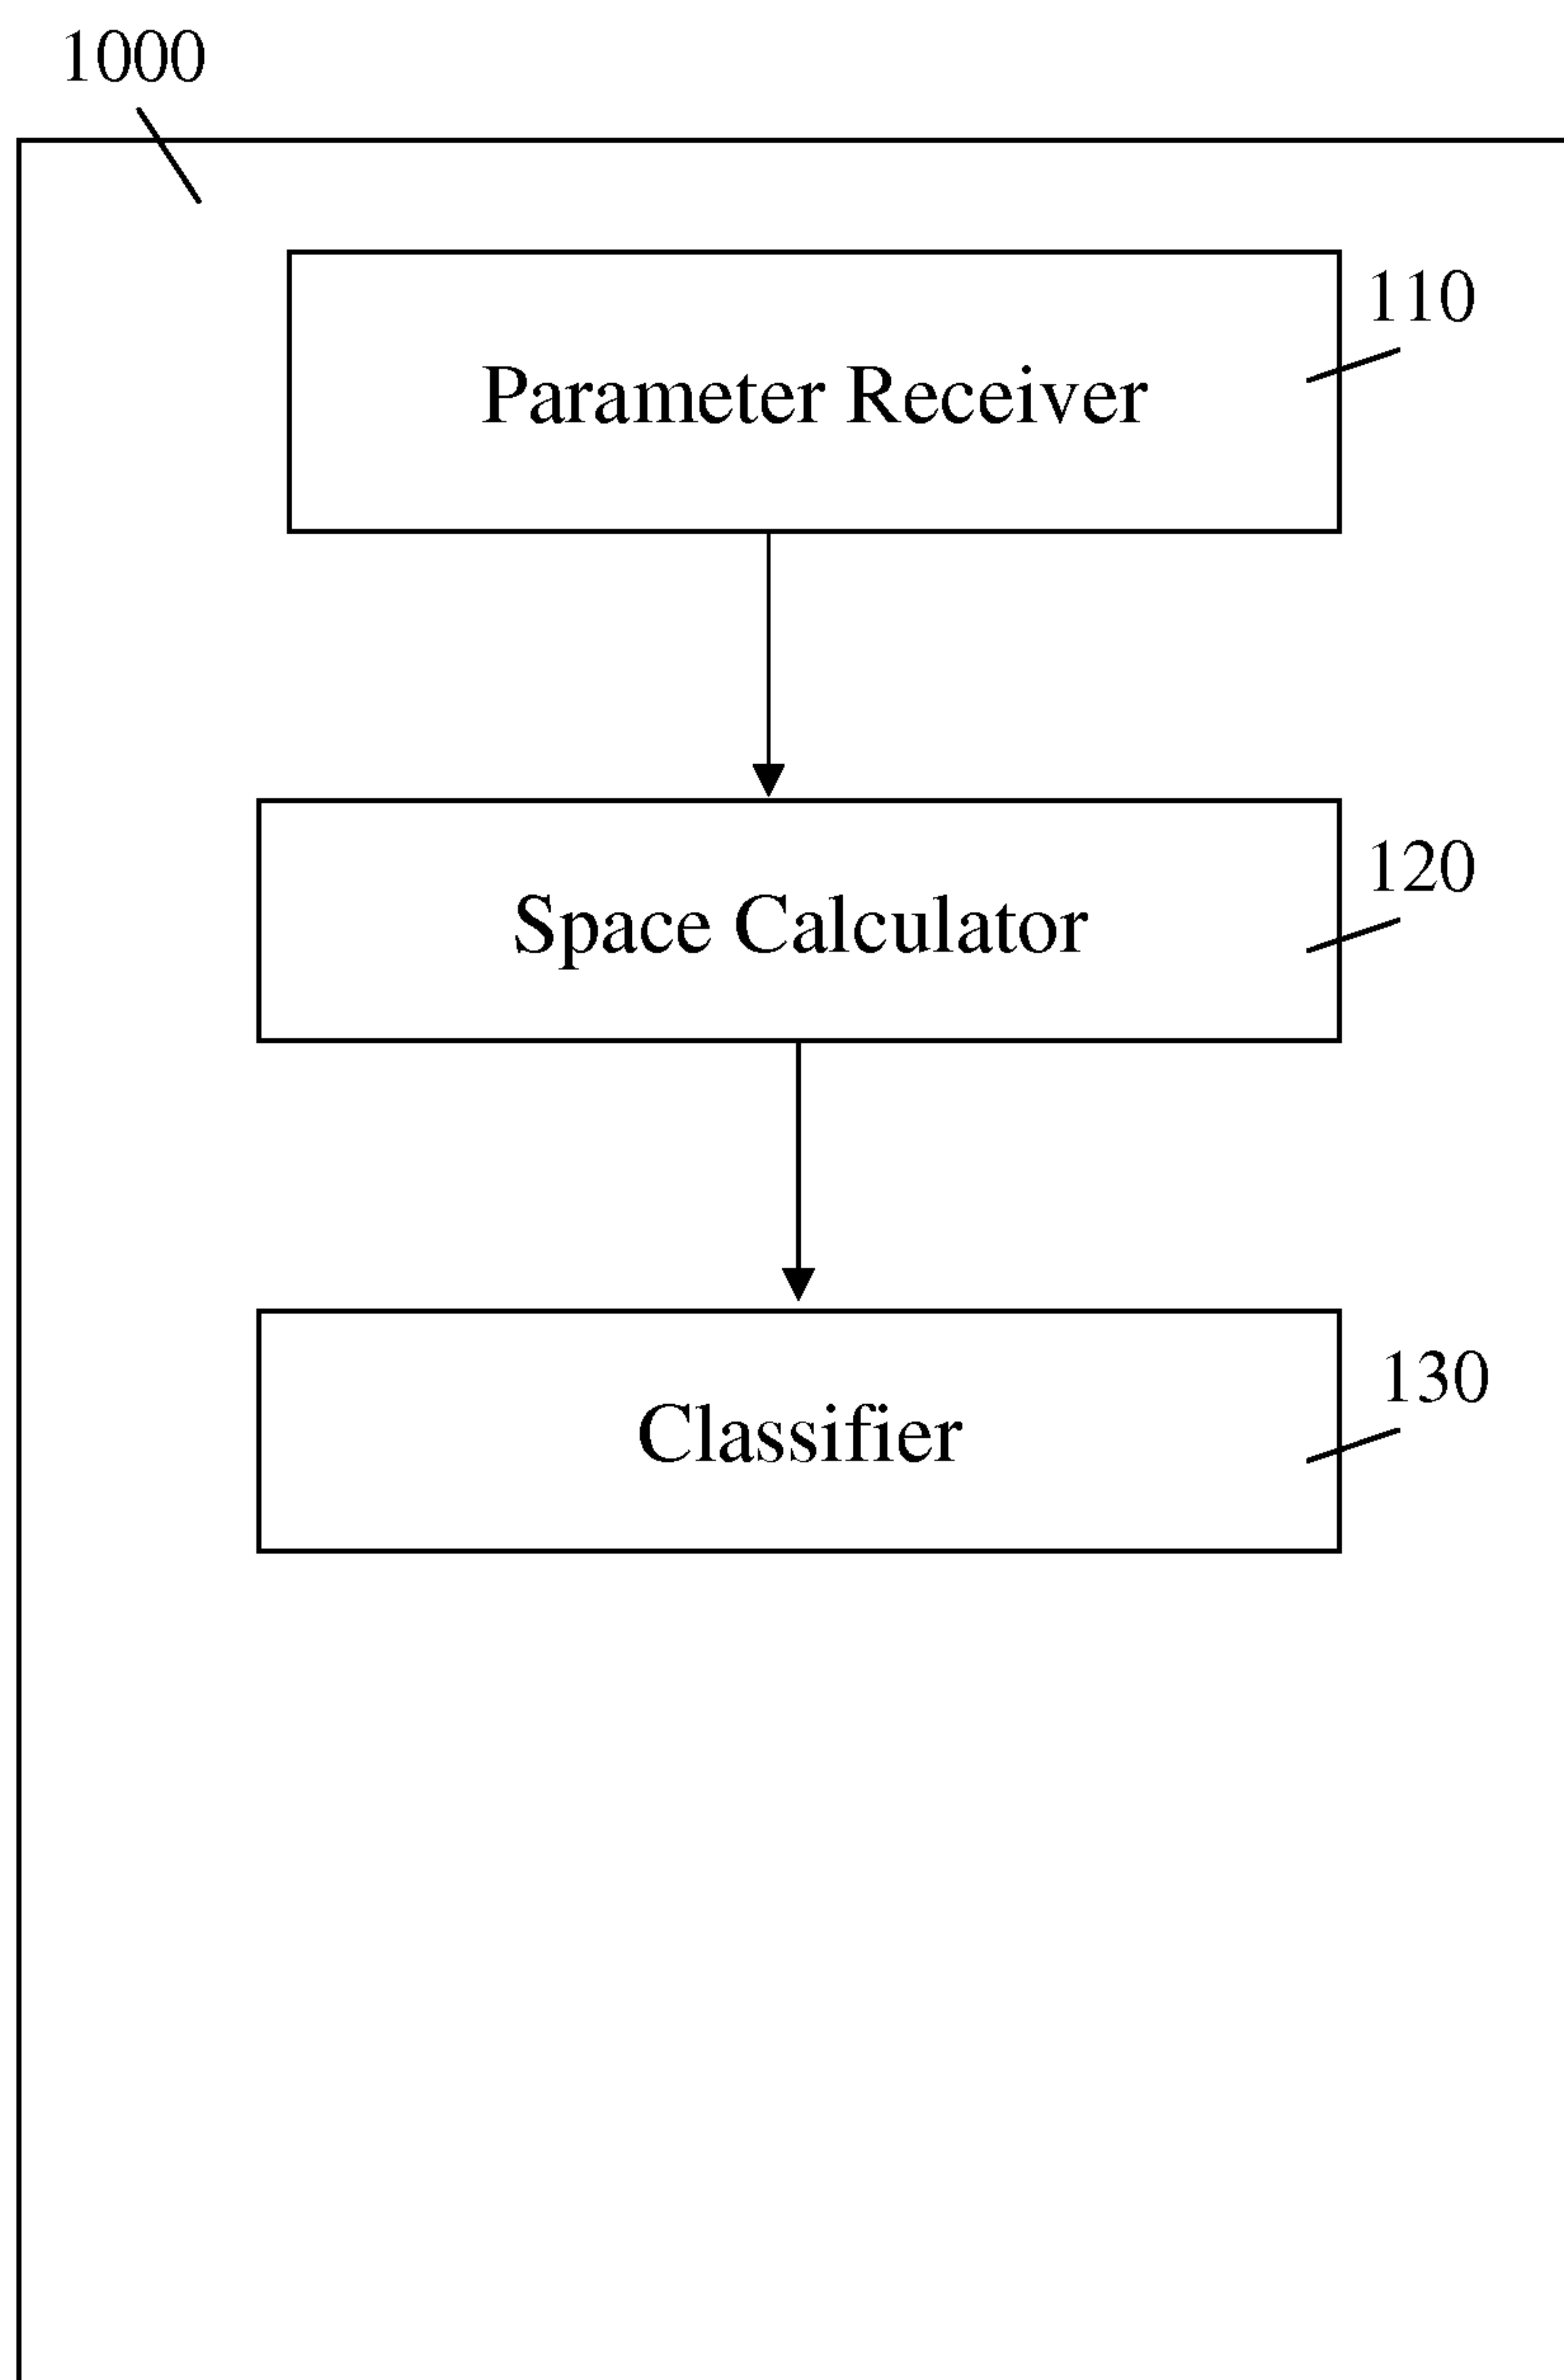 1000
110
Parameter Receiver
120
Space Calculator
130
Classifier